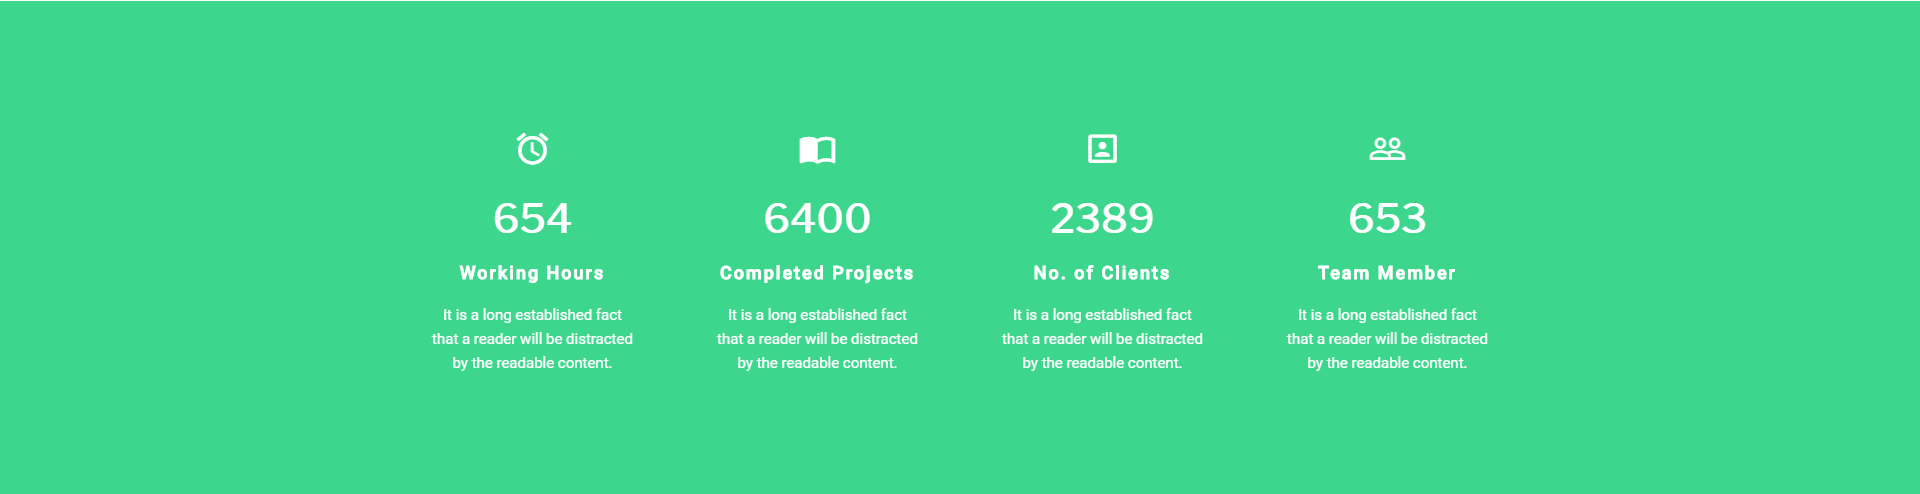 654
Working Hours
It is a long established fact
that a reader will be distracted
by the readable content.
6400
Completed Projects
It is a long established fact
that a reader will be distracted
by the readable content.
2389
No. of Clients
It is a long established fact
that a reader will be distracted
by the readable content.
653
Team Member
It is a long established fact
that a reader will be distracted
by the readable content.